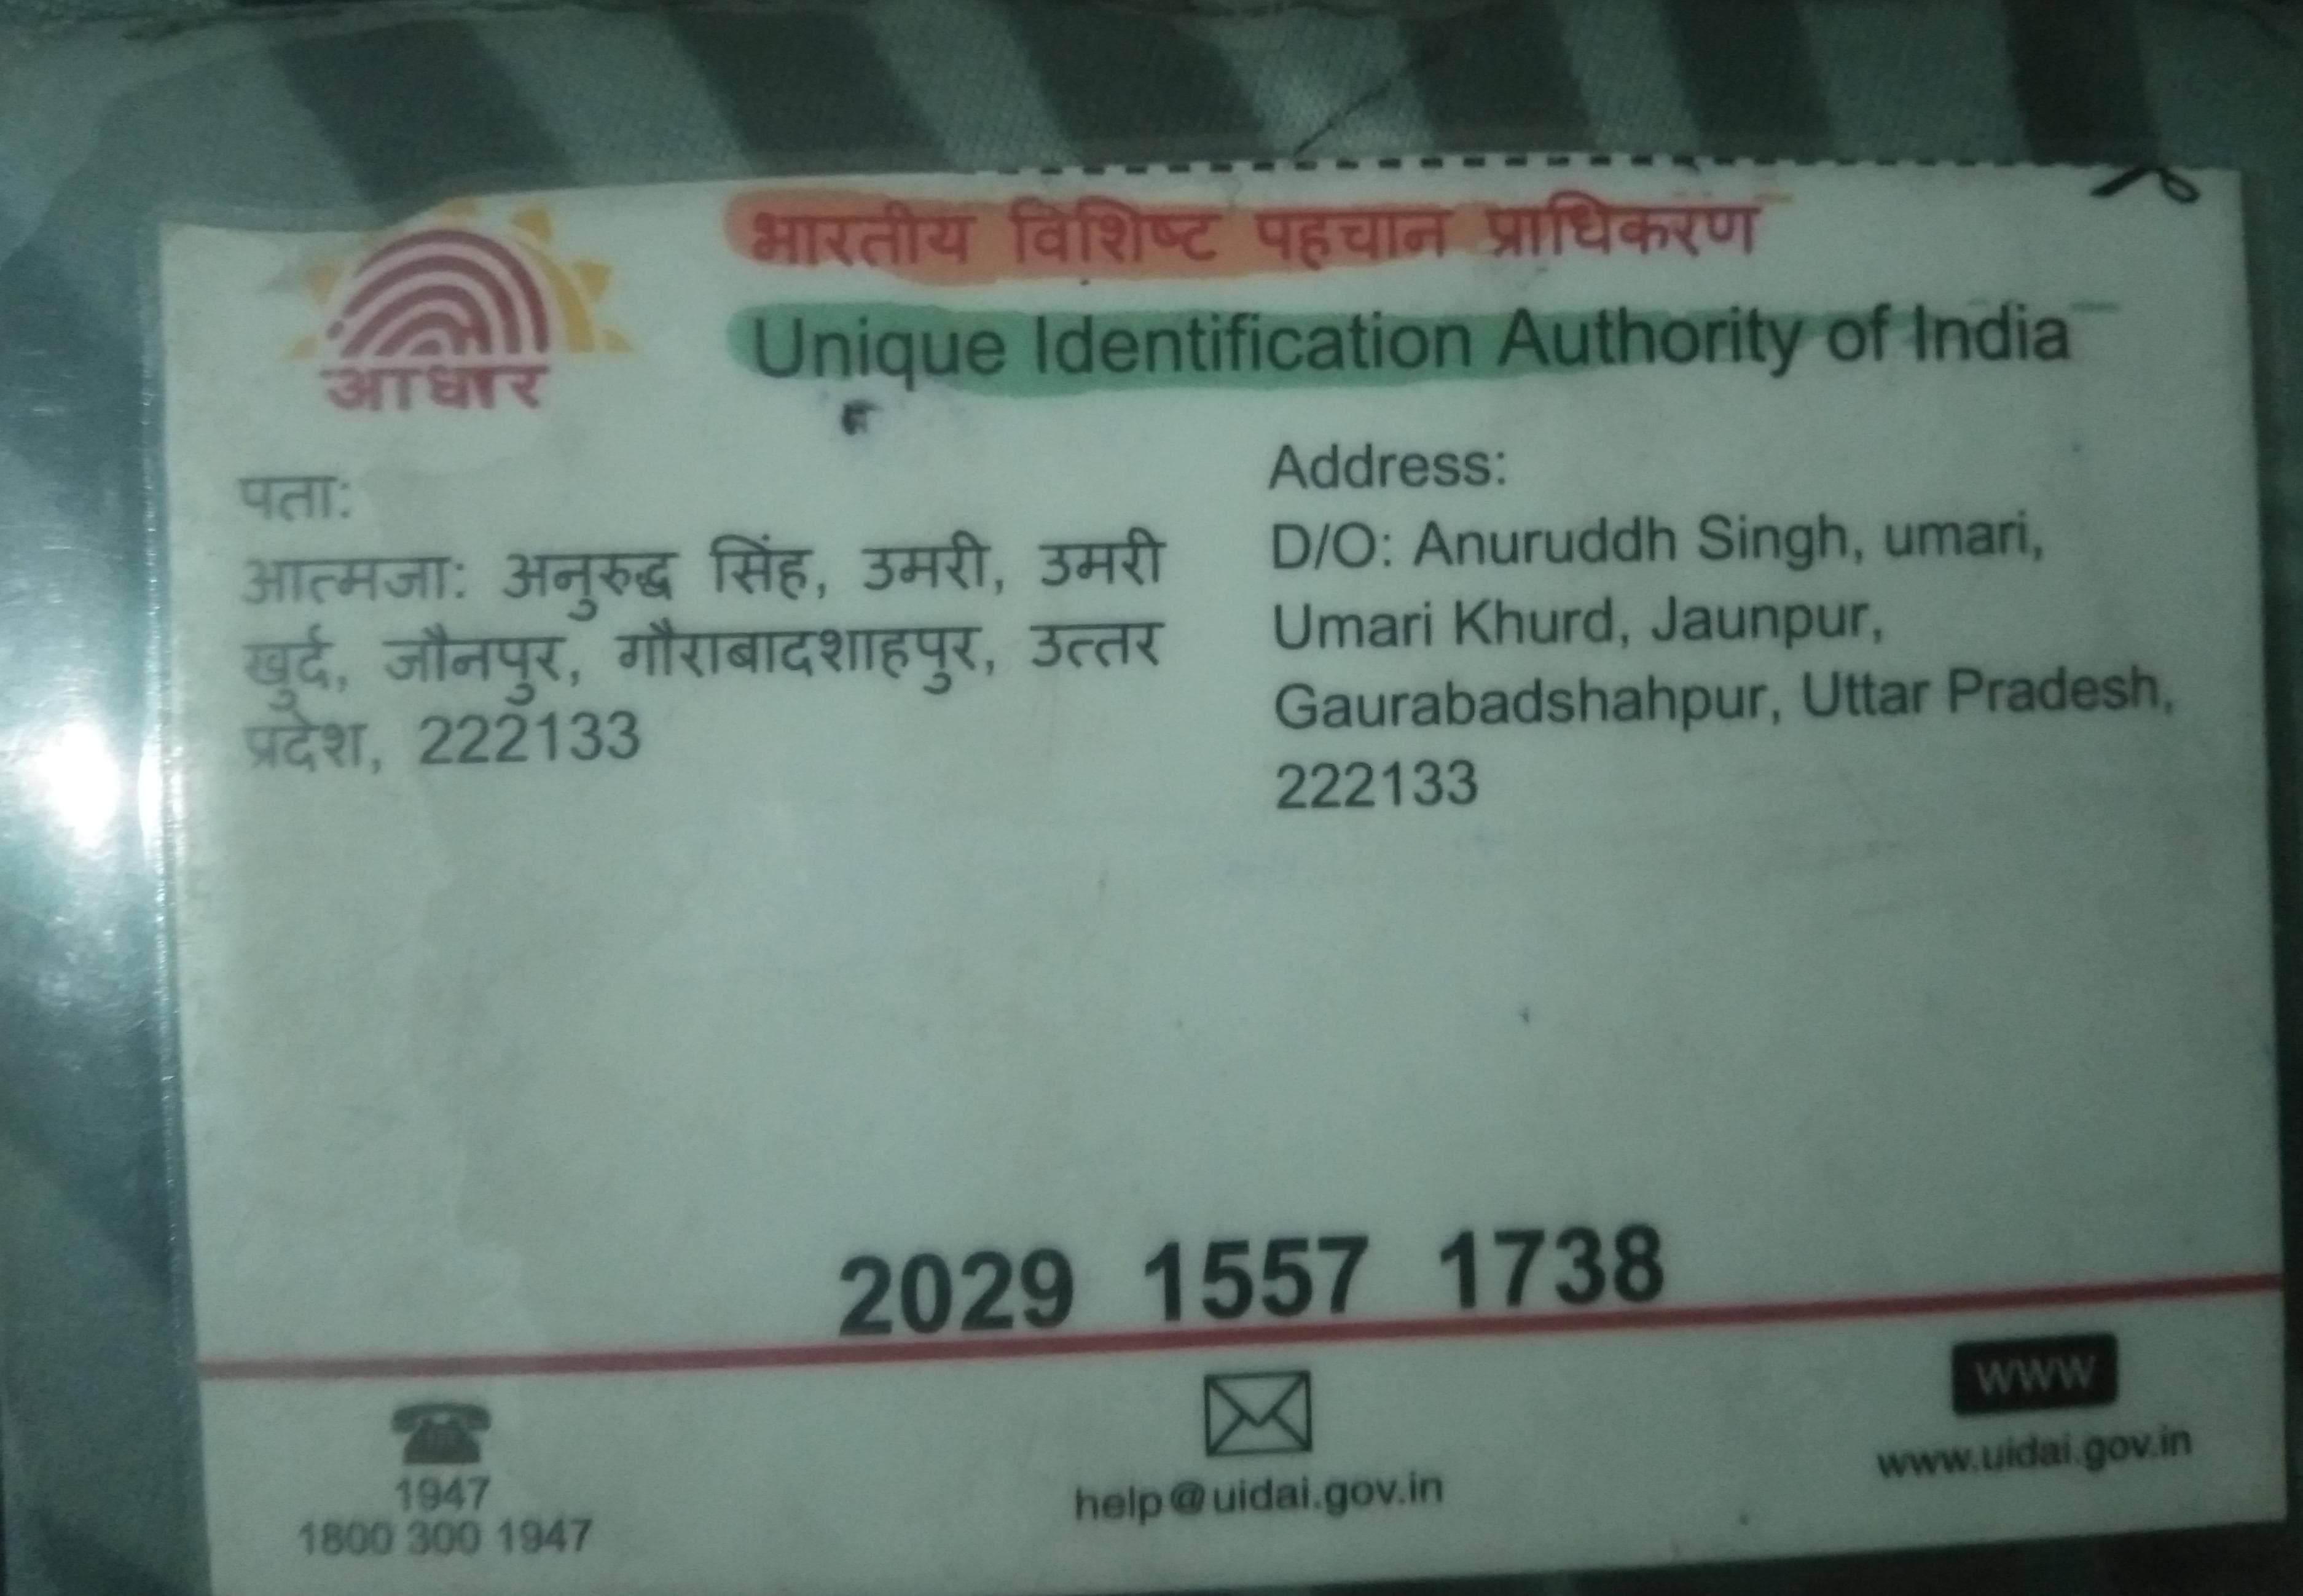 आधार
भारतीय विशिष्ट पहचान प्राधिकरण
Unique Identification Authority of India
पता:
आत्मजा: अनुरुद्ध सिंह, उमरी, उमरी
खुर्द, जौनपुर, गौराबादशाहपुर, उत्तर
प्रदेश, 222133
Address:
D/O: Anuruddh Singh, umari,
Umari Khurd, Jaunpur,
Gaurabadshahpur, Uttar Pradesh,
222133
2029 1557 1738
1947
1800 300 1947
help@uidai.gov.in
www
www.uidai.gov.in